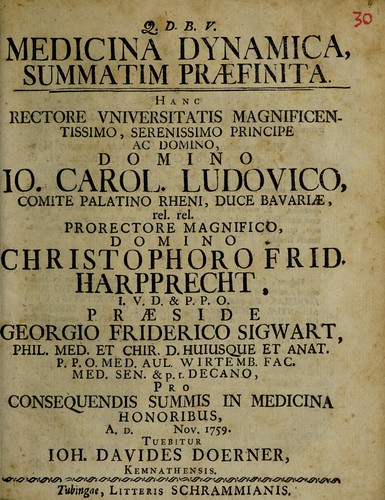 30
Q. D. B. V.
MEDICINA DYNAMICA,
SUMMATIM PRÆFINITA.
HANC
RECTORE VNIVERSITATIS MAGNIFICEN-
TISSIMO, SERENISSIMO PRINCIPE
AC DOMINO,
DOMINO
IO. CAROL. LUDOVICO,
COMITE PALATINO RHENI, DUCE BAVARIÆ,
rel. rel.
PRORECTORE MAGNIFICO,
DOMINO
CHRISTOPHORO FRID.
HARPPRECHT,
I. V. D. & P. P. O.
PRÆSIDE
GEORGIO FRIDERICO SIGWART,
PHIL. MED. ET CHIR. D. HUIUSQUE ET ANAT.
P. P. O. MED. AUL. WIRTEMB. FAC.
MED. SEN. & p. t. DECANO,
PRO
CONSEQUENDIS SUMMIS IN MEDICINA
HONORIBUS,
A. D. NOV. 1759.
TUEBITUR
IOH. DAVIDES DOERNER,
KEMNATHENSIS.
Tubingae, LITTERIS SCHRAMMIANIS.